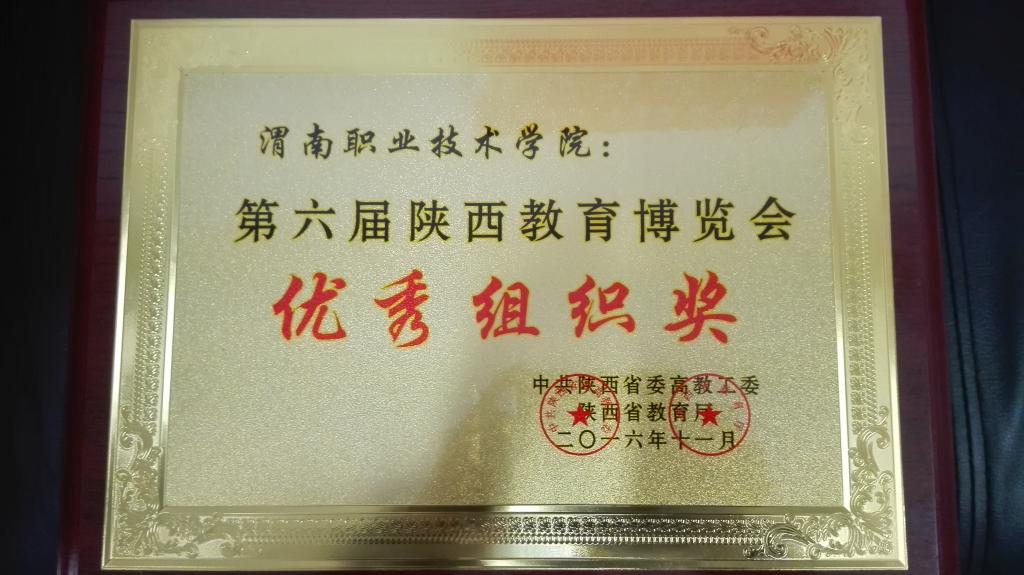 渭南职业技术学院：
第六届陕西教育博览会
优秀组织奖
中共陕西省委高教工委
陕西省教育厅
二〇一六年十一月